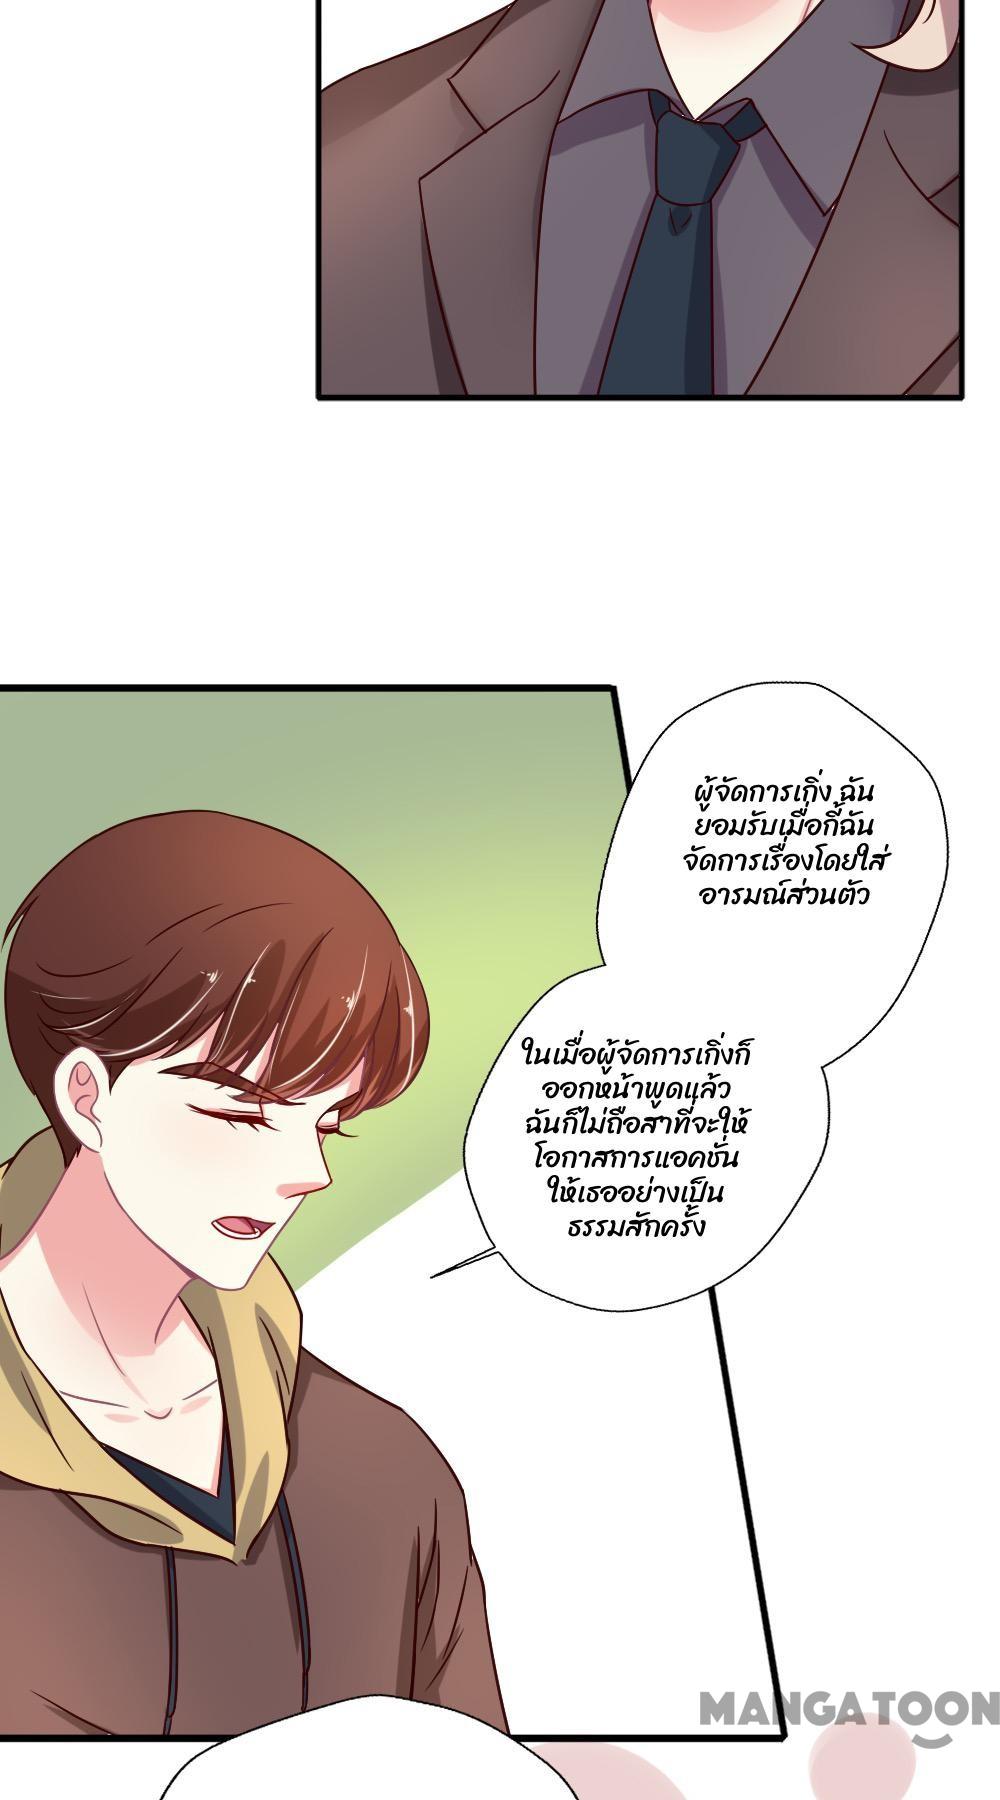 ผู้จัดการเกิ่ง ฉัน
ยอมรับเมื่อกี้ฉัน
จัดการเรื่องโดยใส่
อารมณ์ส่วนตัว
ในเมื่อผู้จัดการเกิ่งก็
ออกหน้าพูดแล้ว
ฉันก็ไม่ถือสาที่จะให้
โอกาสการแอคชั่น
ให้เธออย่างเป็น
ธรรมสักครั้ง
MANGATOON